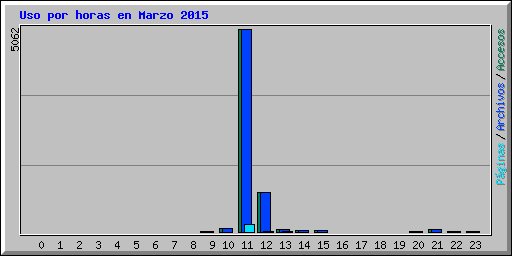 Uso por horas en Marzo 2015
5062
Páginas / Archivos / Accesos
0 1 2 3 4 5 6 7 8 9 10 11 12 13 14 15 16 17 18 19 20 21 22 23